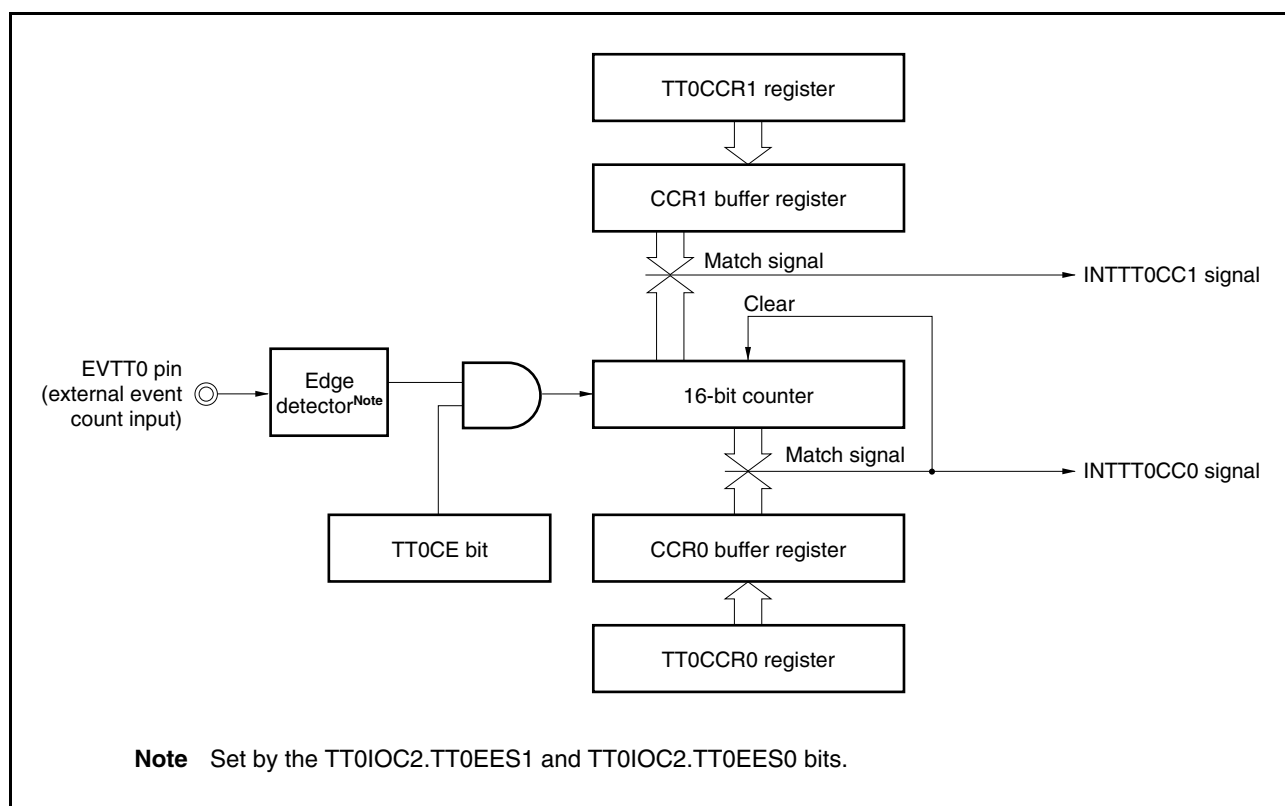 TT0CCR1 register
CCR1 buffer register
Match signal
INTTT0CC1 signal
Clear
EVTT0 pin
(external event
count input)
Edge
detectorNote
16-bit counter
Match signal
INTTT0CC0 signal
TT0CE bit
CCR0 buffer register
TT0CCR0 register
Note Set by the TT0IOC2.TT0EES1 and TT0IOC2.TT0EES0 bits.